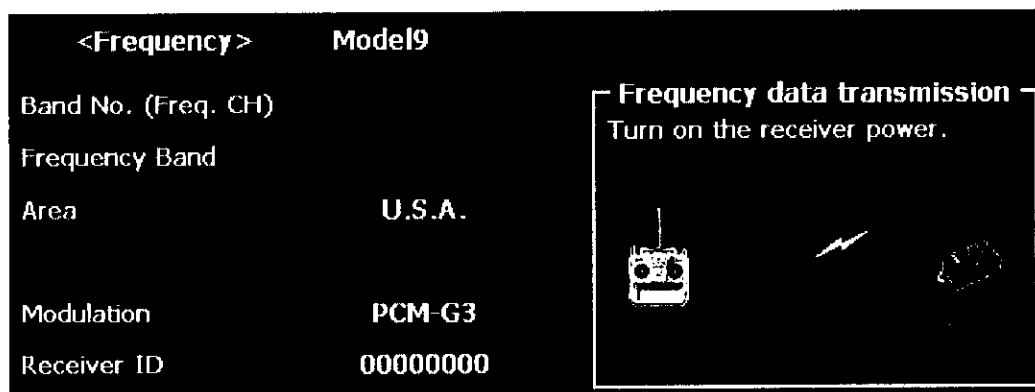 <Frequency> Model9
Band No. (Freq. CH)
Frequency Band
Area U.S.A.
Modulation PCM-G3
Receiver ID 00000000
Frequency data transmission
Turn on the receiver power.